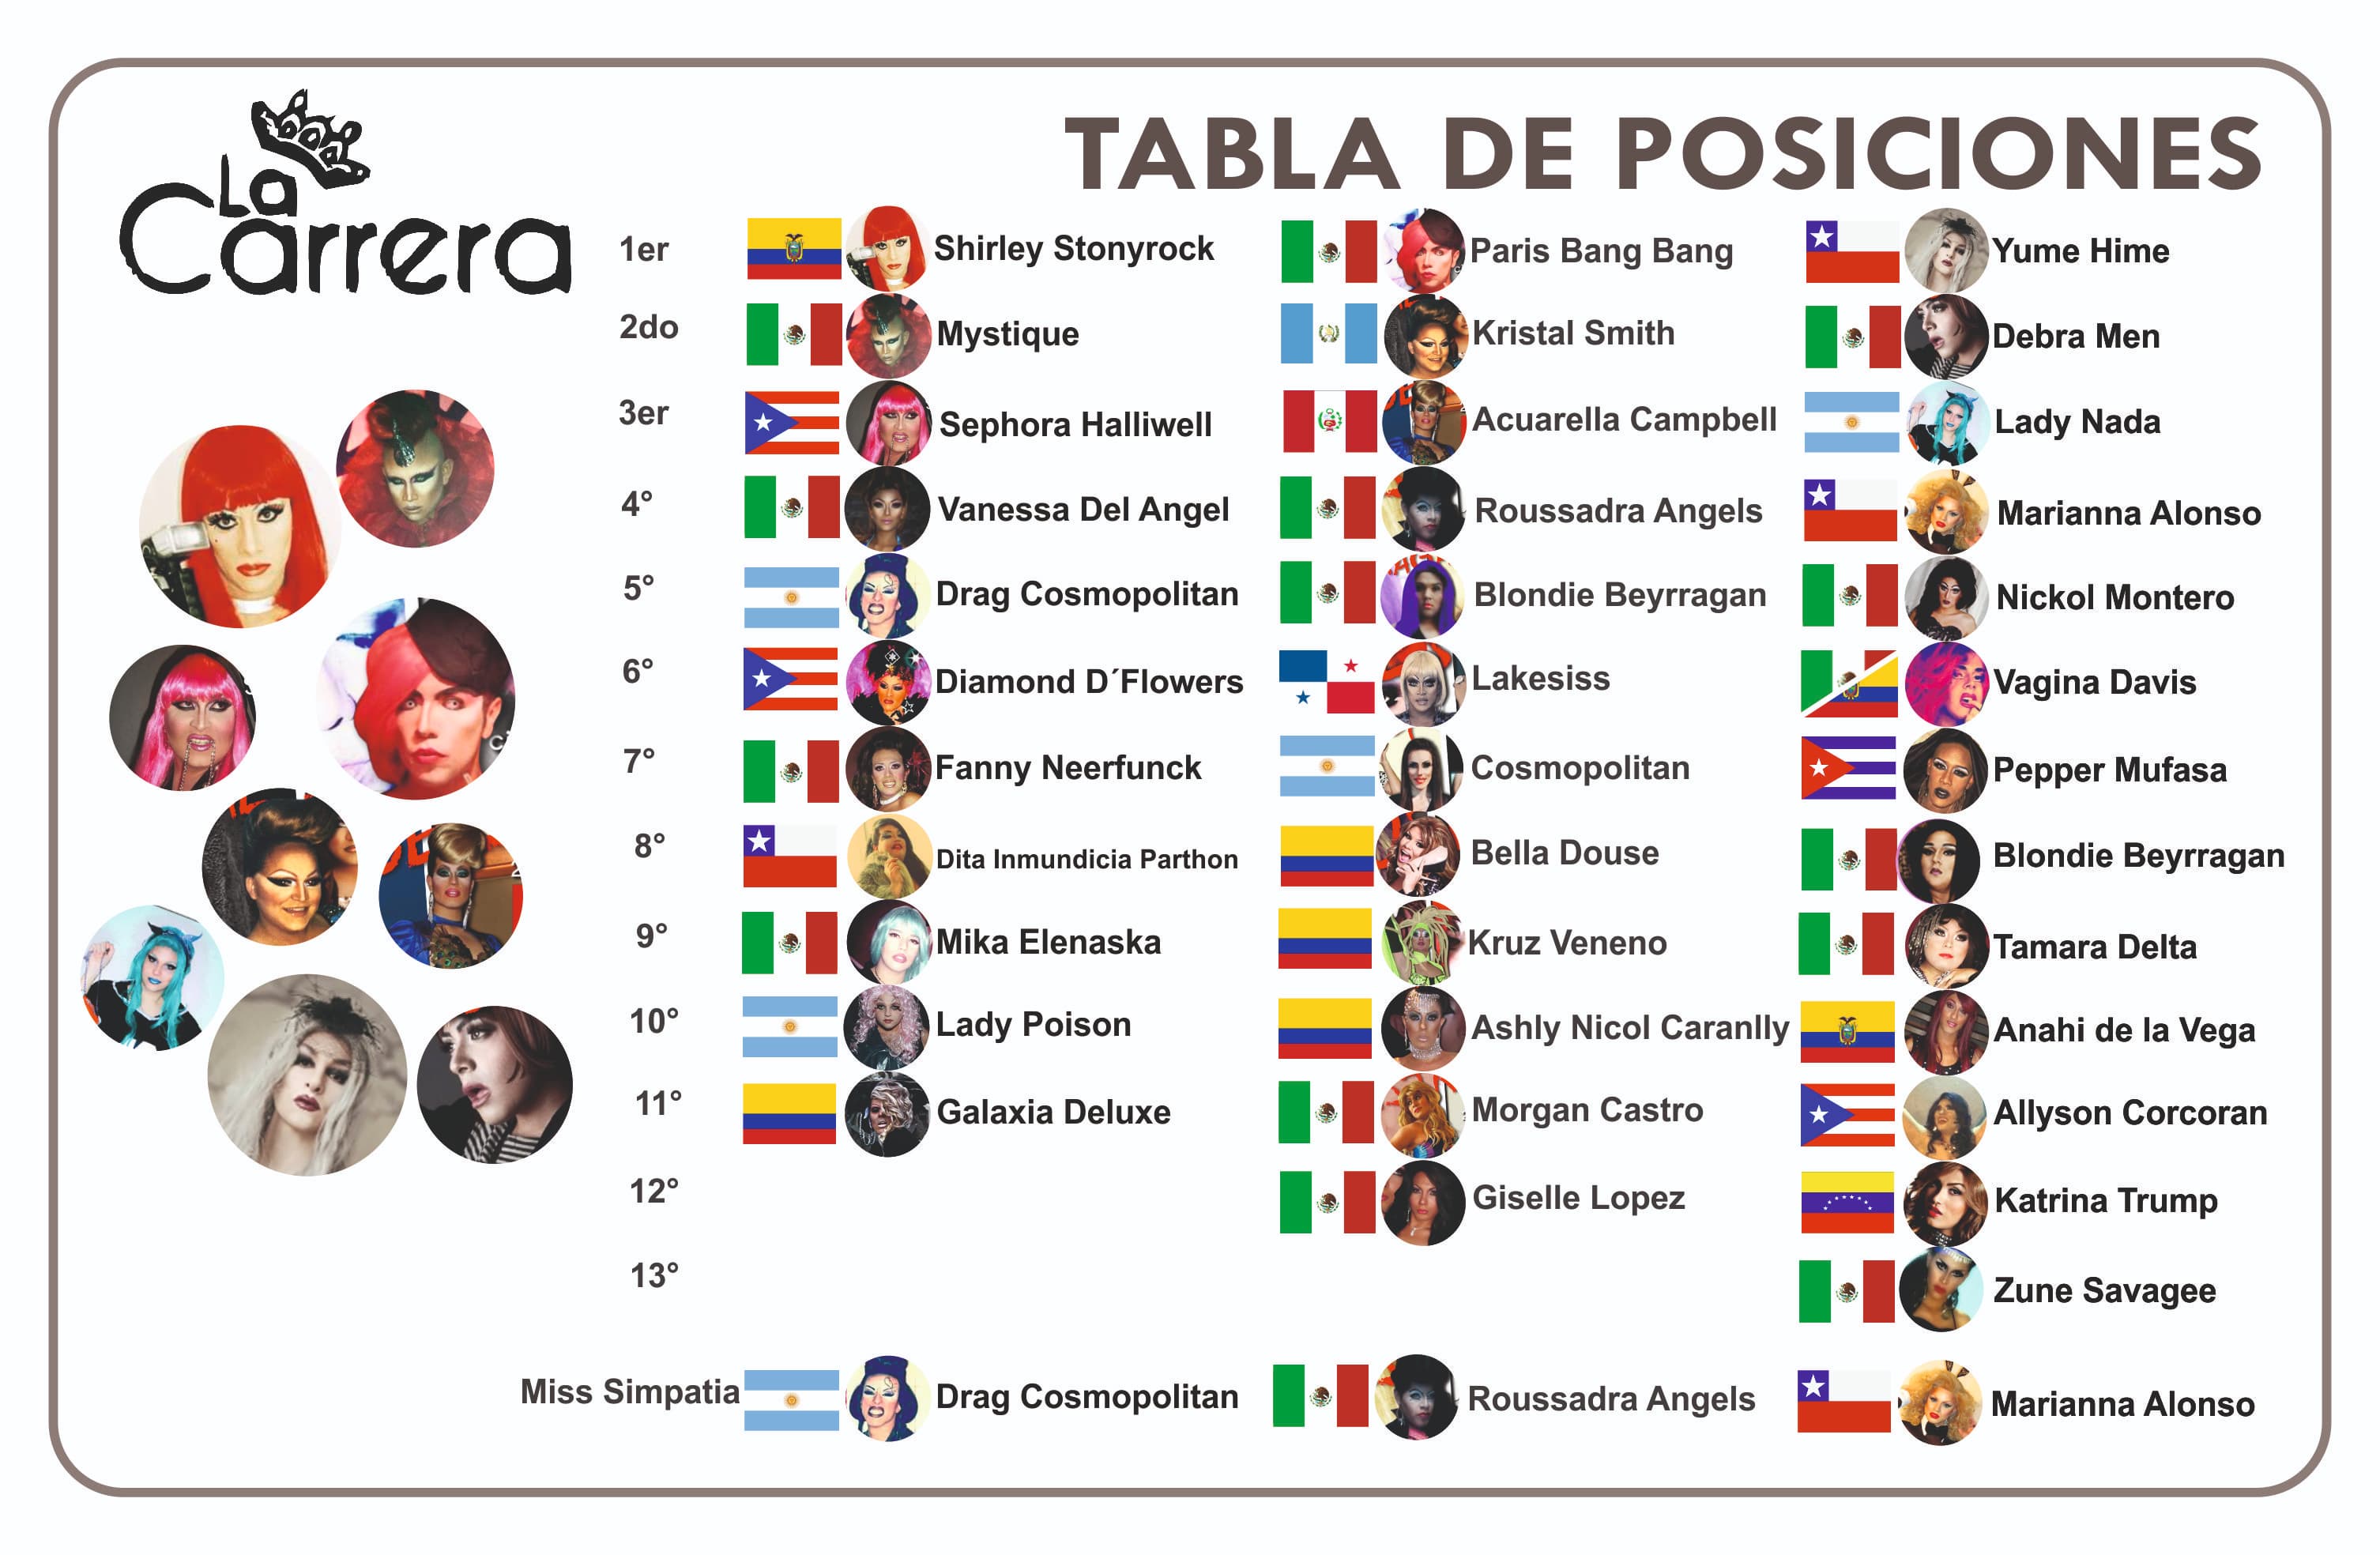 La
Carrera
TABLA DE POSICIONES
1er Shirley Stonyrock Paris Bang Bang Yume Hime
2do Mystique Kristal Smith Debra Men
3er Sephora Halliwell Acuarella Campbell Lady Nada
4° Vanessa Del Angel Roussadra Angels Marianna Alonso
5° Drag Cosmopolitan Blondie Beyrragan Nickol Montero
6° Diamond D´Flowers Lakesiss Vagina Davis
7° Fanny Neerfunck Cosmopolitan Pepper Mufasa
8° Dita Inmundicia Parthon Bella Douse Blondie Beyrragan
9° Mika Elenaska Kruz Veneno Tamara Delta
10° Lady Poison Ashly Nicol Caranlly Anahi de la Vega
11° Galaxia Deluxe Morgan Castro Allyson Corcoran
12° Giselle Lopez Katrina Trump
13° Zune Savagee
Miss Simpatia Drag Cosmopolitan Roussadra Angels Marianna Alonso